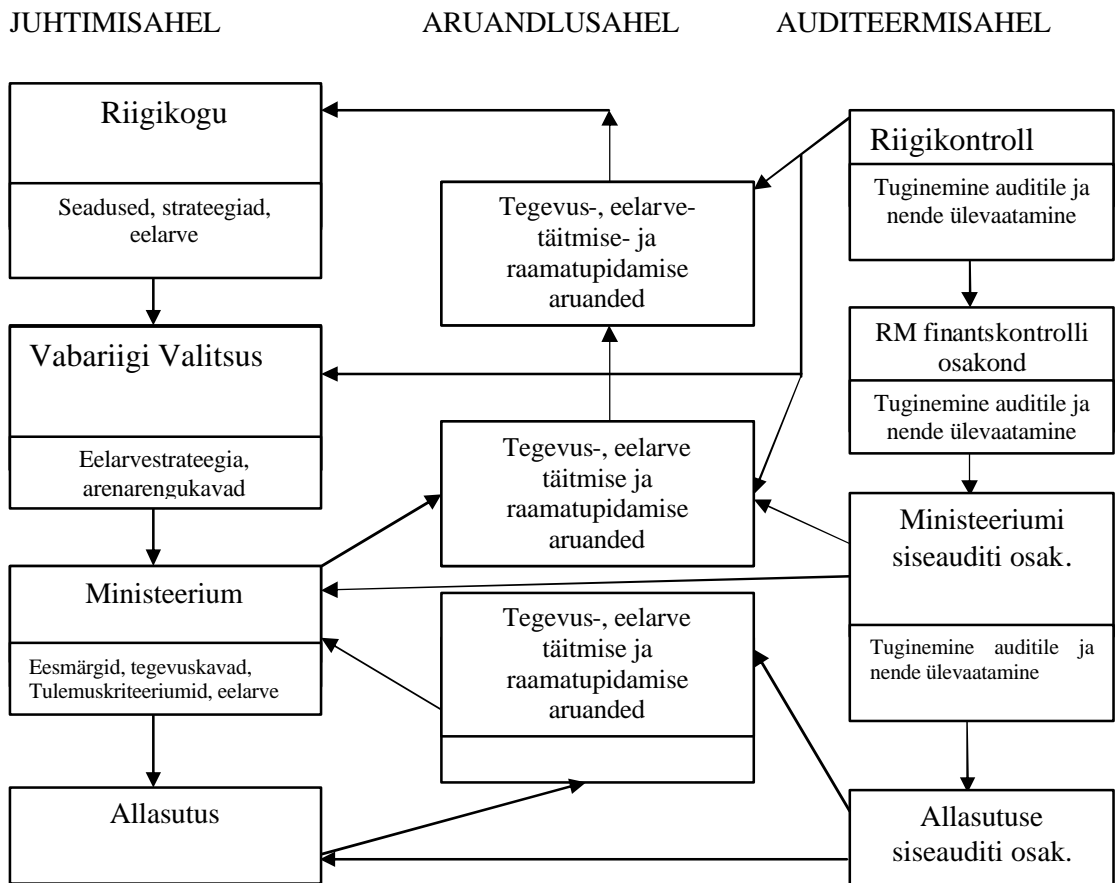 JUHTIMISAHEL
ARUANDLUSAHEL
AUDITEERMISAHEL
Riigikogu
Seadused, strateegiad,
eelarve
Vabariigi Valitsus
Eelarvestrateegia,
arenarengukavad
Ministeerium
Eesmärgid, tegevuskavad,
Tulemuskriteeriumid, eelarve
Allasutus
Tegevus-, eelarve-
täitmise- ja
raamatupidamise
aruanded
Tegevus-, eelarve
täitmise ja
raamatupidamise
aruanded
Tegevus-, eelarve
täitmise ja
raamatupidamise
aruanded
Riigikontroll
Tuginemine auditile ja
nende ülevaatamine
RM finantskontrolli
osakond
Tuginemine auditile ja
nende ülevaatamine
Ministeeriumi
siseauditi osak.
Tuginemine auditile ja
nende ülevaatamine
Allasutuse
siseauditi osak.